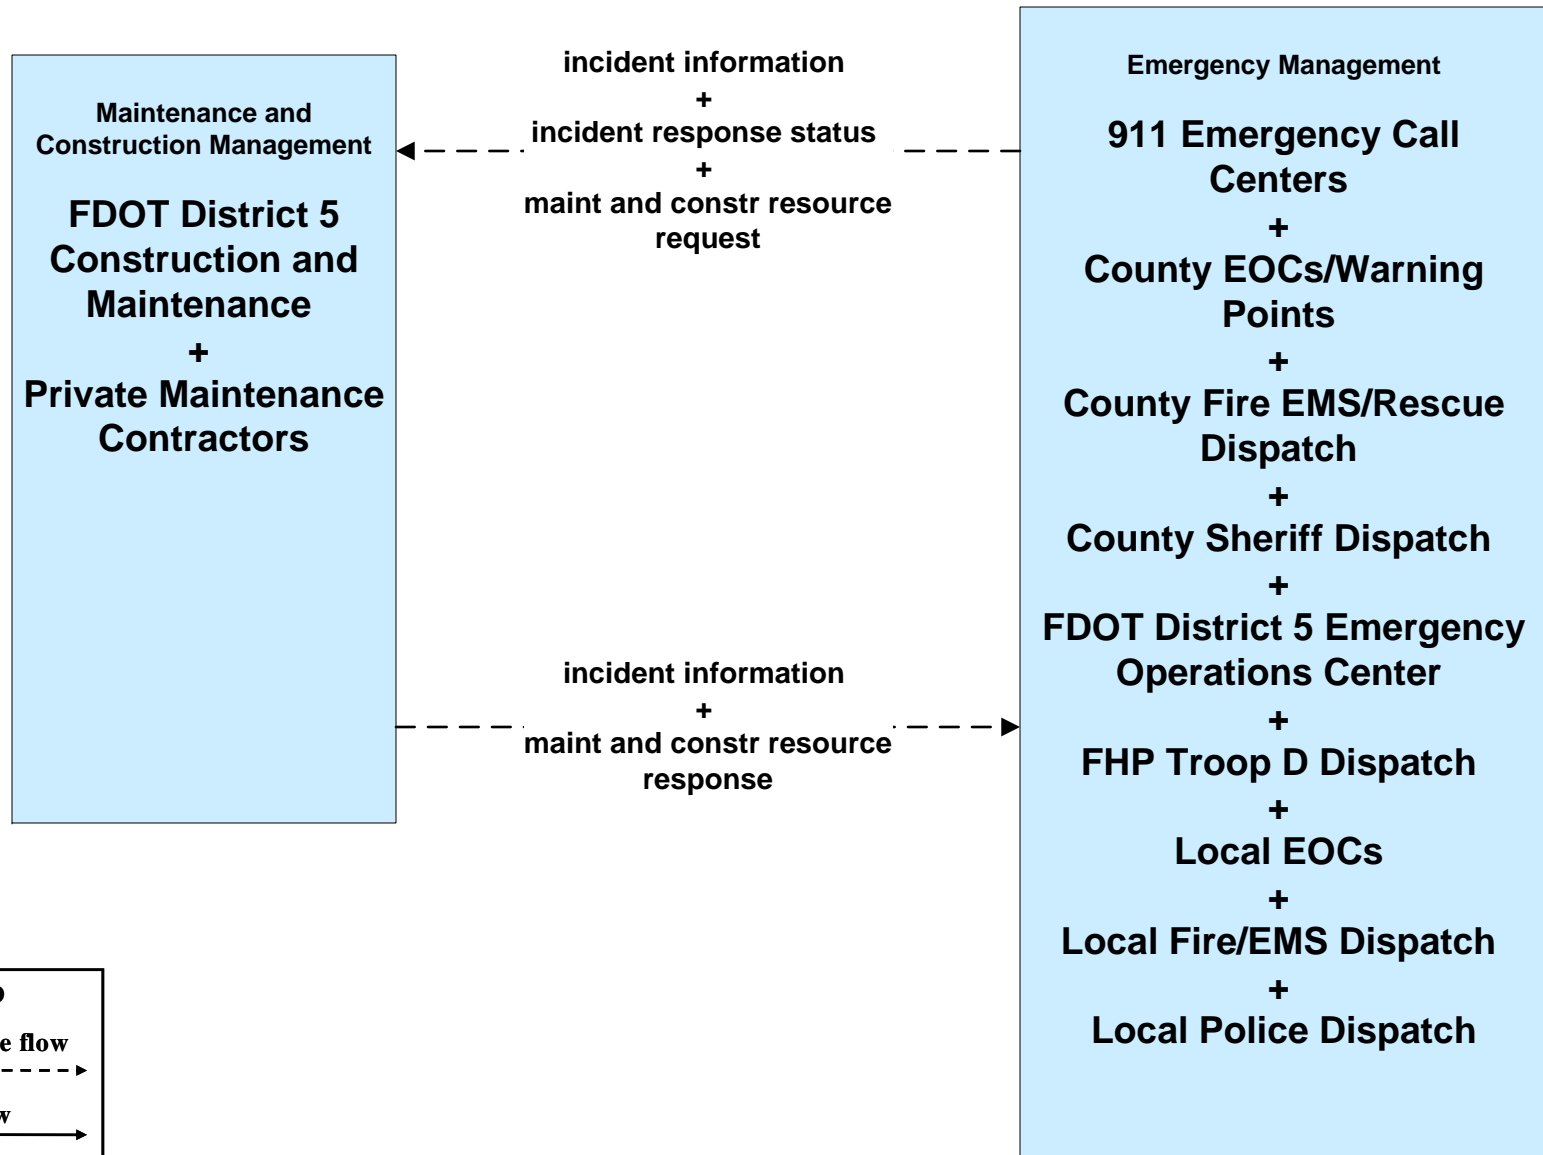 Maintenance and
Construction Management
FDOT District 5
Construction and
Maintenance
+
Private Maintenance
Contractors
incident information
+
incident response status
+
maint and constr resource
request
incident information
+
maint and constr resource
response
Emergency Management
911 Emergency Call
Centers
+
County EOCs/Warning
Points
+
County Fire EMS/Rescue
Dispatch
+
County Sheriff Dispatch
+
FDOT District 5 Emergency
Operations Center
+
FHP Troop D Dispatch
+
Local EOCs
+
Local Fire/EMS Dispatch
+
Local Police Dispatch
flow